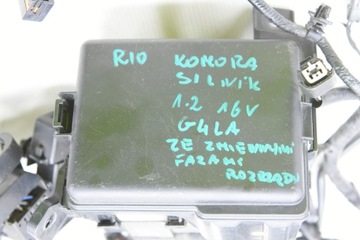 RIO KOMORA
SILNIK
1.2 16V
G4LA
ZE ZMIENNYMI
FAZAMI
ROZRZĄDU